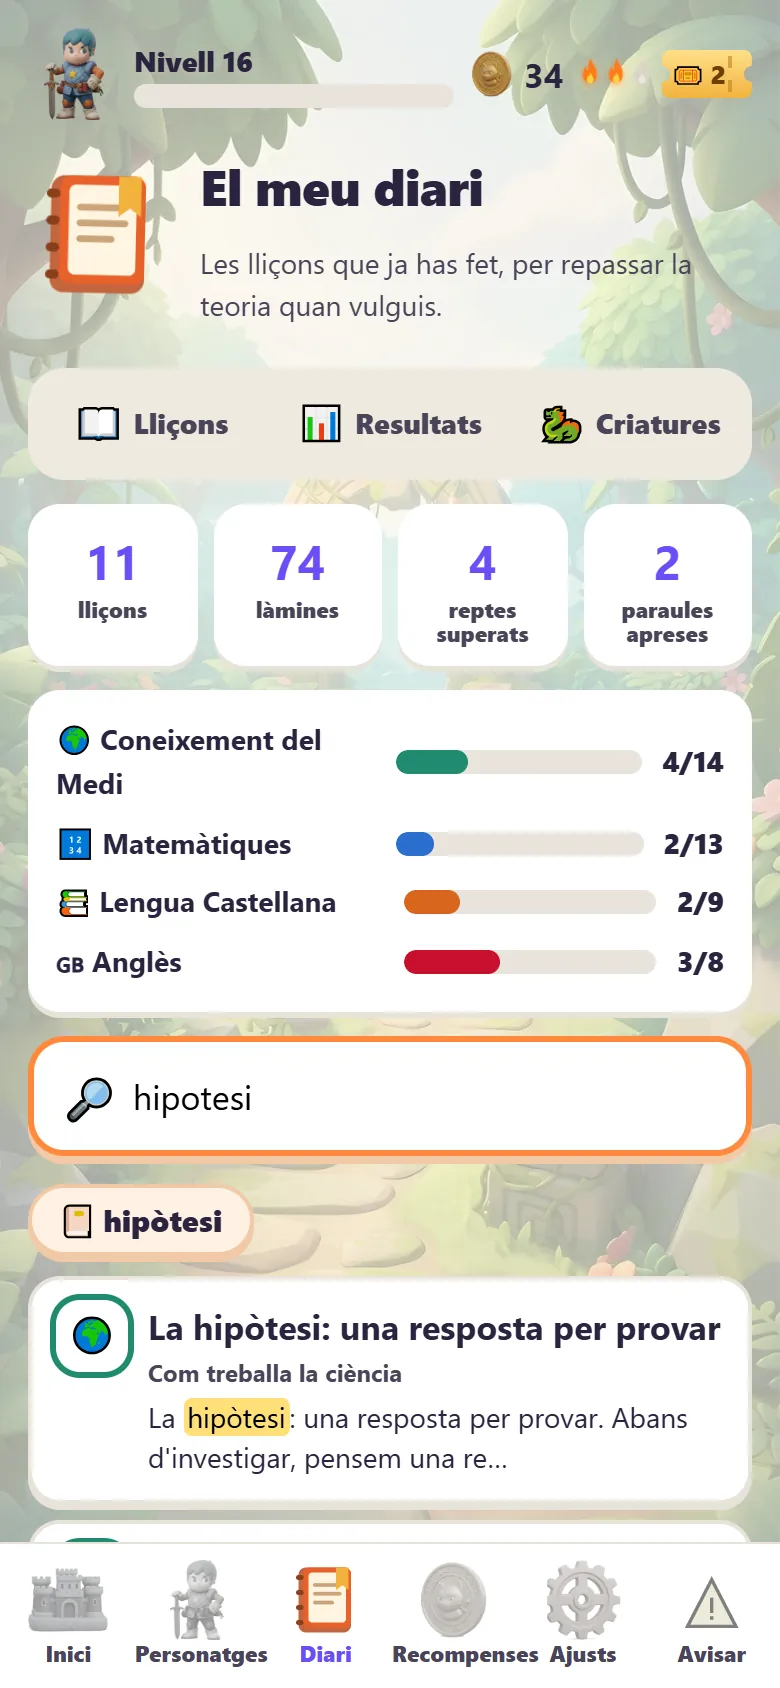 Nivell 16
34
2
El meu diari
Les lliçons que ja has fet, per repassar la
teoria quan vulguis.
Lliçons
Resultats
Criatures
11
lliçons
74
làmines
4
reptes
superats
2
paraules
apreses
Coneixement del
Medi
4/14
Matemàtiques
2/13
Lengua Castellana
2/9
GB Anglès
3/8
hipotesi
hipòtesi
La hipòtesi: una resposta per provar
Com treballa la ciència
La hipòtesi: una resposta per provar. Abans
d'investigar, pensem una re...
Inici
Personatges
Diari
Recompenses
Ajusts
Avisar